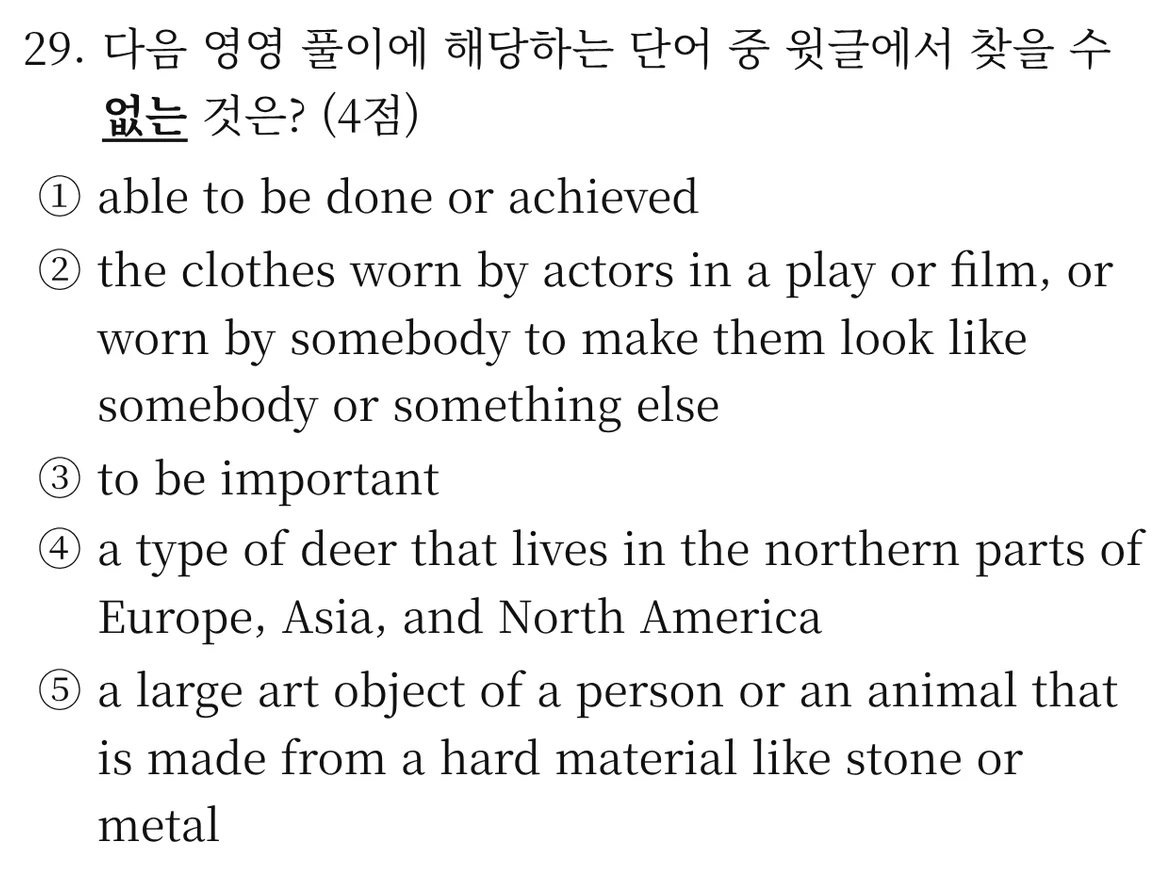 29. 다음 영영 풀이에 해당하는 단어 중 윗글에서 찾을 수
없는 것은? (4점)
① able to be done or achieved
② the clothes worn by actors in a play or film, or
worn by somebody to make them look like
somebody or something else
③ to be important
④ a type of deer that lives in the northern parts of
Europe, Asia, and North America
⑤ a large art object of a person or an animal that
is made from a hard material like stone or
metal